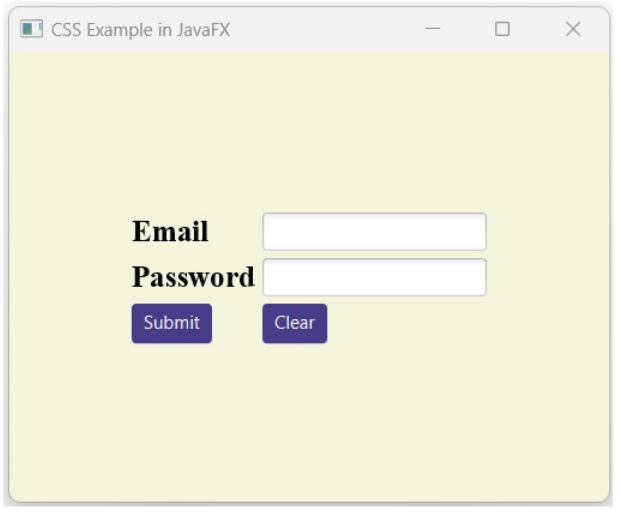 CSS Example in JavaFX
Email
Password
Submit Clear